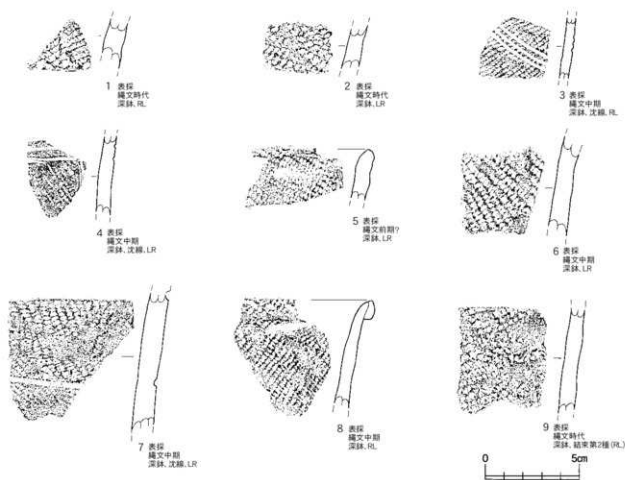 1 表採
縄文時代
深鉢, RL
2 表採
縄文時代
深鉢, LR
3 表採
縄文中期
深鉢, 沈線, RL
4 表採
縄文中期
深鉢, 沈線, LR
5 表採
縄文前期?
深鉢, LR
6 表採
縄文中期
深鉢, LR
7 表採
縄文中期
深鉢, 沈線, LR
8 表採
縄文中期
深鉢, RL
9 表採
縄文時代
深鉢, 結束第2種(RL)
0 5cm